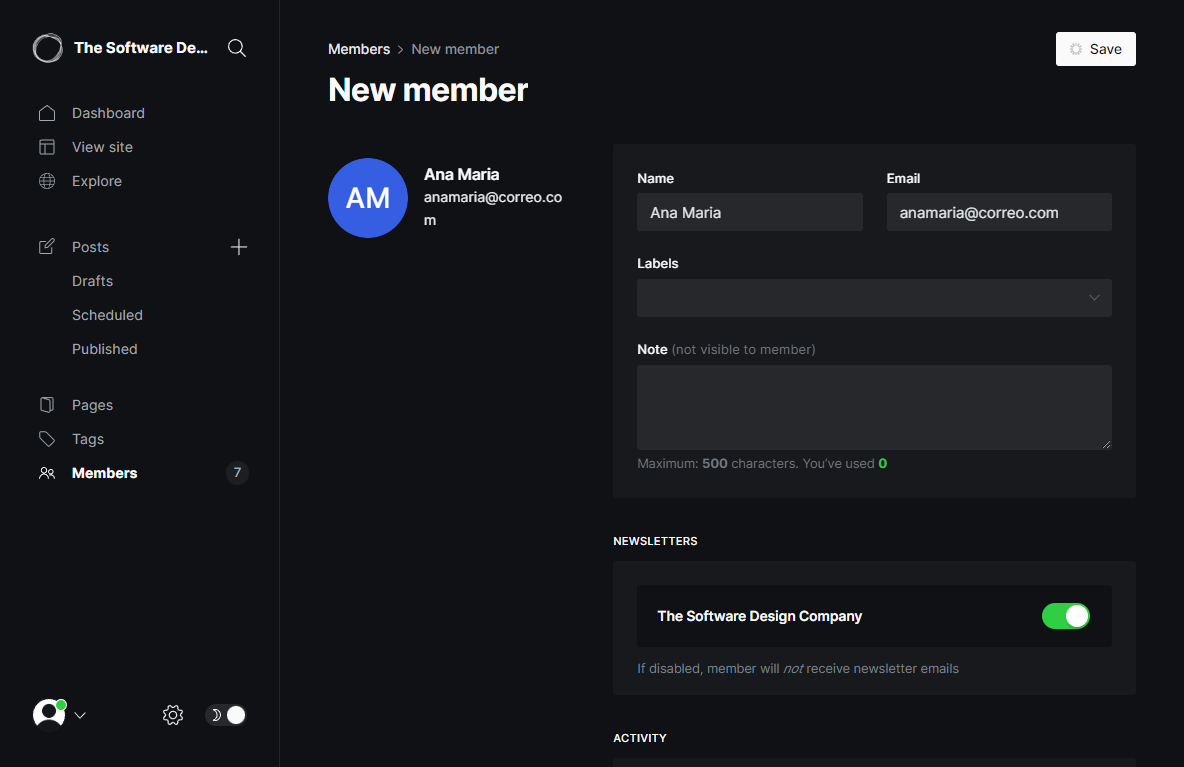 The Software De...
Dashboard
View site
Explore
Posts
Drafts
Scheduled
Published
Pages
Tags
Members 7
Members > New member
Save
New member
AM
Ana Maria
anamaria@correo.co
m
Name Email
Ana Maria anamaria@correo.com
Labels
Note (not visible to member)
Maximum: 500 characters. You've used 0
NEWSLETTERS
The Software Design Company
If disabled, member will not receive newsletter emails
ACTIVITY